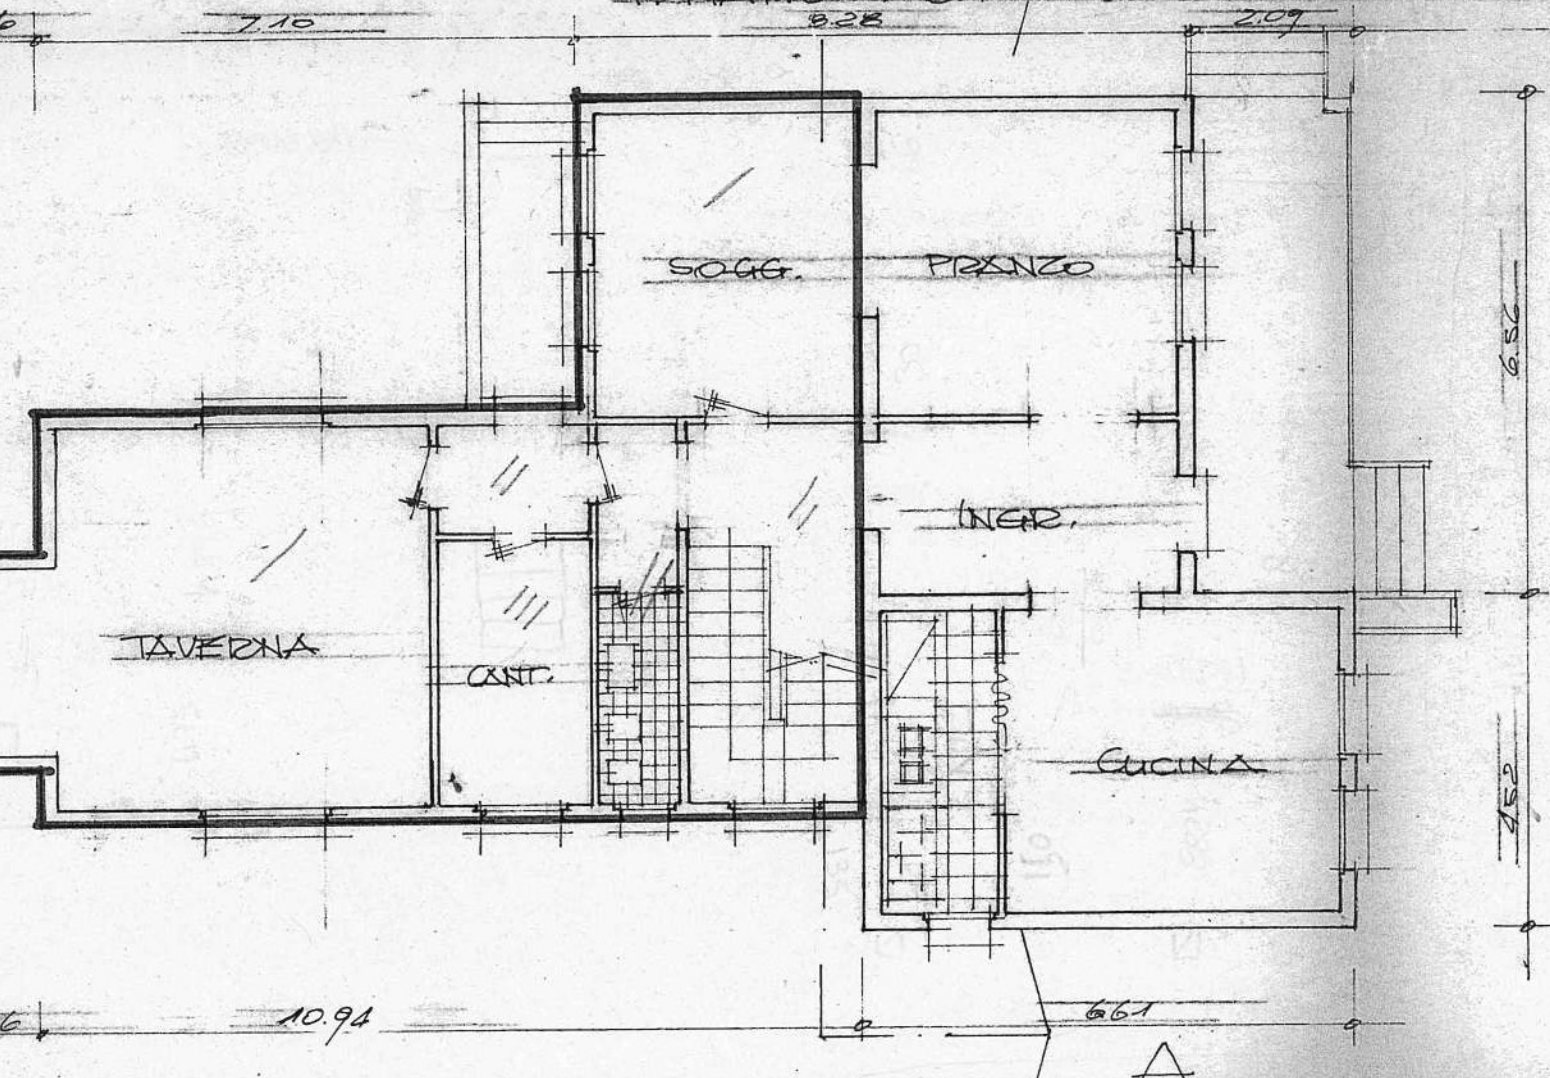 7.10
8.28
2.09
SOGG.
PRANZO
6.56
INGR.
TAVERNA
CANT.
CUCINA
4.52
10.94
6.61
A